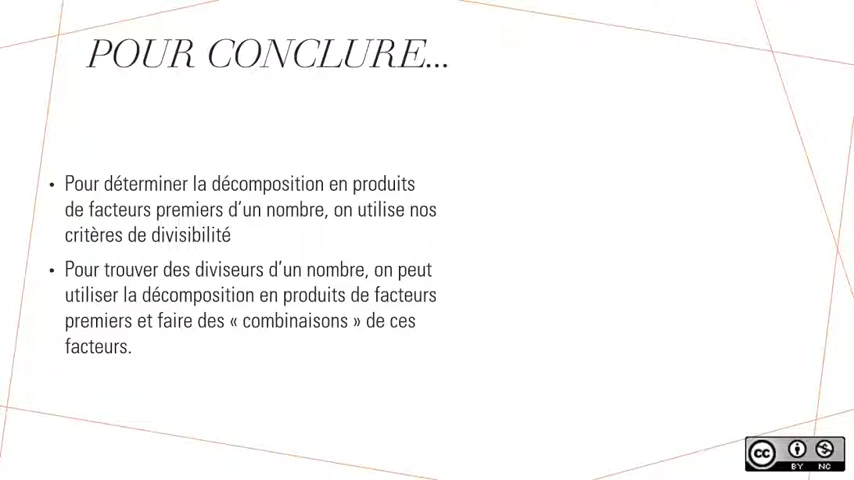 POUR CONCLURE...
• Pour déterminer la décomposition en produits
de facteurs premiers d’un nombre, on utilise nos
critères de divisibilité
• Pour trouver des diviseurs d’un nombre, on peut
utiliser la décomposition en produits de facteurs
premiers et faire des « combinaisons » de ces
facteurs.
cc
BY NC